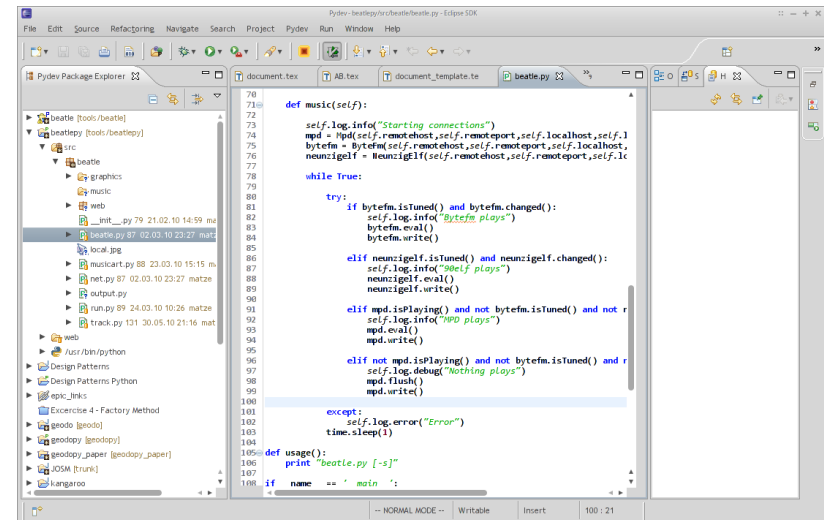 Pydev - beatlepy/src/beatle/beatle.py - Eclipse SDK
File Edit Source Refactoring Navigate Search Project Pydev Run Window Help
Pydev Package Explorer
document.tex AB.tex document_template.te beatle.py
O S H
beatle [tools/beatle]
beatlepy [tools/beatlepy]
src
beatle
graphics
music
web
__init__.py 79 21.02.10 14:59 ma
beatle.py 87 02.03.10 23:27 matz
local.jpg
musicart.py 88 23.03.10 15:15 m
net.py 87 02.03.10 23:27 matze
output.py
run.py 89 24.03.10 10:26 matze
track.py 131 30.05.10 21:16 mat
web
/usr/bin/python
Design Patterns
Design Patterns Python
epic_links
Excercise 4 - Factory Method
geodo [geodo]
geodopy [geodopy]
geodopy_paper [geodopy_paper]
JOSM [trunk]
kangaroo
70
71 def music(self):
72
73 self.log.info("Starting connections")
74 mpd = Mpd(self.remotehost,self.remoteport,self.localhost,self.l
75 bytefm = ByteFm(self.remotehost,self.remoteport,self.localhost,
76 neunzigelf = NeunzigElf(self.remotehost,self.remoteport,self.lo
77
78 while True:
79
80 try:
81 if bytefm.isTuned() and bytefm.changed():
82 self.log.info("Bytefm plays")
83 bytefm.eval()
84 bytefm.write()
85
86 elif neunzigelf.isTuned() and neunzigelf.changed():
87 self.log.info("90elf plays")
88 neunzigelf.eval()
89 neunzigelf.write()
90
91 elif mpd.isPlaying() and not bytefm.isTuned() and not n
92 self.log.info("MPD plays")
93 mpd.eval()
94 mpd.write()
95
96 elif not mpd.isPlaying() and not bytefm.isTuned() and n
97 self.log.debug("Nothing plays")
98 mpd.flush()
99 mpd.write()
100
101 except:
102 self.log.error("Error")
103 time.sleep(1)
104
105 def usage():
106 print "beatle.py [-s]"
107
108 if __name__ == '__main__':
-- NORMAL MODE -- Writable Insert 100 : 21